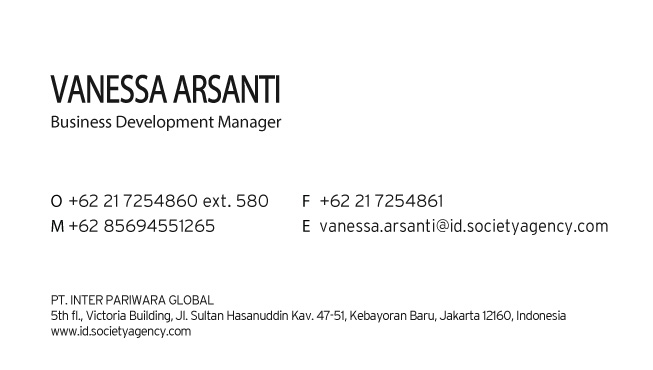 VANESSA ARSANTI
Business Development Manager
O +62 21 7254860 ext. 580 F +62 21 7254861
M +62 85694551265 E vanessa.arsanti@id.societyagency.com
PT. INTER PARIWARA GLOBAL
5th fl., Victoria Building, Jl. Sultan Hasanuddin Kav. 47-51, Kebayoran Baru, Jakarta 12160, Indonesia
www.id.societyagency.com